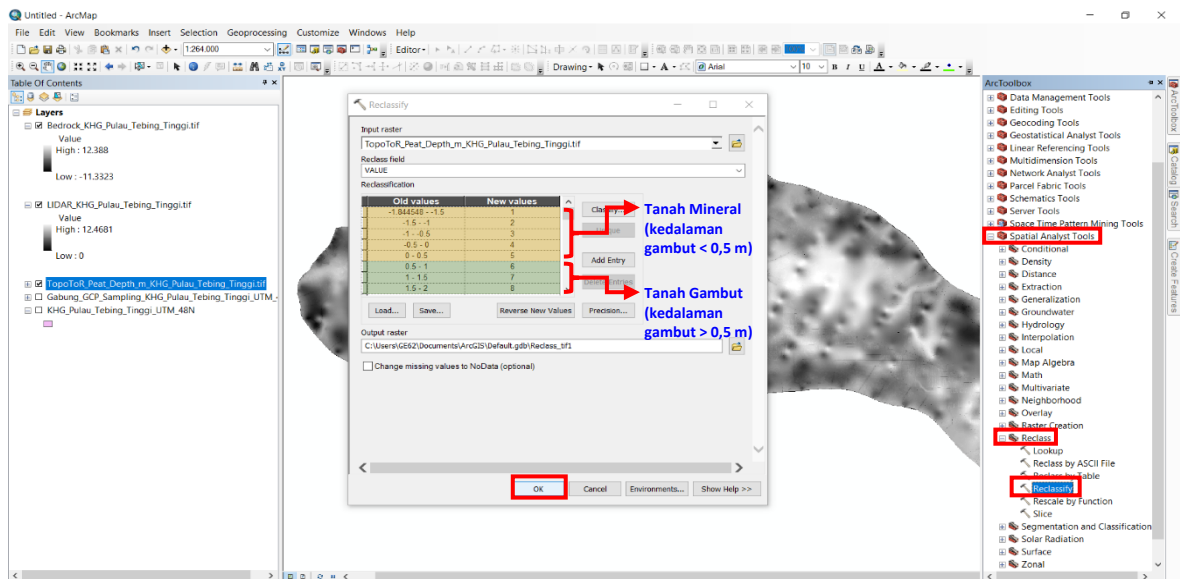 Untitled - ArcMap
File Edit View Bookmarks Insert Selection Geoprocessing Customize Windows Help
1:264.000
Editor
Drawing
Arial
10
B I U A
Table Of Contents
Layers
Bedrock_KHG_Pulau_Tebing_Tinggi.tif
Value
High : 12.388
Low : -11.3323
LIDAR_KHG_Pulau_Tebing_Tinggi.tif
Value
High : 12.4681
Low : 0
TopoToR_Peat_Depth_m_KHG_Pulau_Tebing_Tinggi.tif
Gabung_GCP_Sampling_KHG_Pulau_Tebing_Tinggi_UTM_
KHG_Pulau_Tebing_Tinggi_UTM_48N
Reclassify
Input raster
TopoToR_Peat_Depth_m_KHG_Pulau_Tebing_Tinggi.tif
Reclass field
VALUE
Reclassification
Old values New values
-1.844548 - -1.5 1
-1.5 - -1 2
-1 - -0.5 3
-0.5 - 0 4
0 - 0.5 5
0.5 - 1 6
1 - 1.5 7
1.5 - 2 8
Add Entry
Delete Entries
Load...
Save...
Reverse New Values
Precision...
Output raster
C:\Users\GE62\Documents\ArcGIS\Default.gdb\Reclass_tif1
Change missing values to NoData (optional)
OK
Cancel
Environments...
Show Help >>
Tanah Mineral
(kedalaman
gambut < 0,5 m)
Tanah Gambut
(kedalaman
gambut > 0,5 m)
ArcToolbox
Data Management Tools
Editing Tools
Geocoding Tools
Geostatistical Analyst Tools
Linear Referencing Tools
Multidimension Tools
Network Analyst Tools
Parcel Fabric Tools
Schematics Tools
Server Tools
Space Time Pattern Mining Tools
Spatial Analyst Tools
Conditional
Density
Distance
Extraction
Generalization
Groundwater
Hydrology
Interpolation
Local
Map Algebra
Math
Multivariate
Neighborhood
Overlay
Raster Creation
Reclass
Lookup
Reclass by ASCII File
Reclass by Table
Reclassify
Rescale by Function
Slice
Segmentation and Classification
Solar Radiation
Surface
Zonal
ArcToolbox
Catalog
Search
Create Features